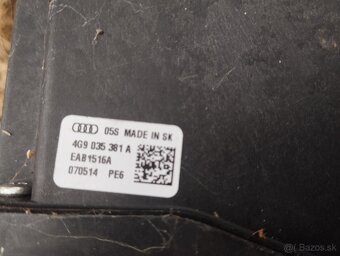 05S MADE IN SK
4G9 035 381 A
EAB1516A
070514 PE6
© Bazos.sk